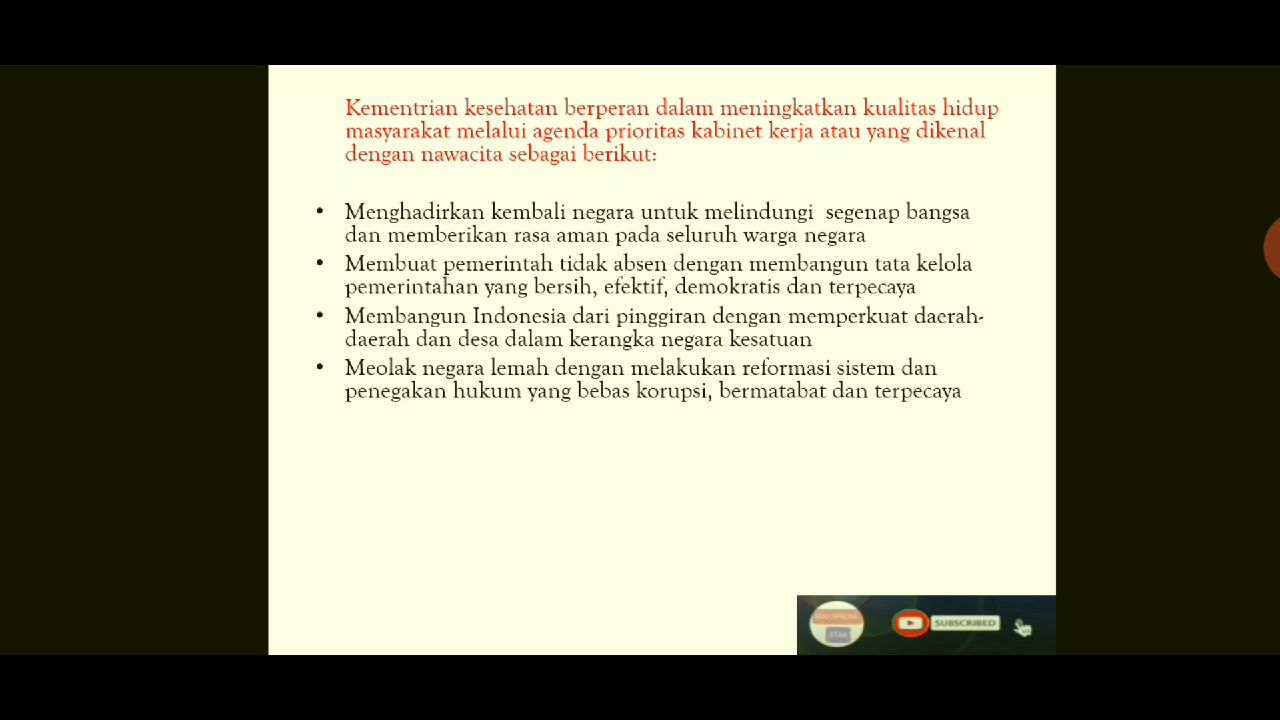 Kementrian kesehatan berperan dalam meningkatkan kualitas hidup
masyarakat melalui agenda prioritas kabinet kerja atau yang dikenal
dengan nawacita sebagai berikut:
• Menghadirkan kembali negara untuk melindungi segenap bangsa
dan memberikan rasa aman pada seluruh warga negara
• Membuat pemerintah tidak absen dengan membangun tata kelola
pemerintahan yang bersih, efektif, demokratis dan terpecaya
• Membangun Indonesia dari pinggiran dengan memperkuat daerah-
daerah dan desa dalam kerangka negara kesatuan
• Meolak negara lemah dengan melakukan reformasi sistem dan
penegakan hukum yang bebas korupsi, bermatabat dan terpecaya
SUBSCRIBED